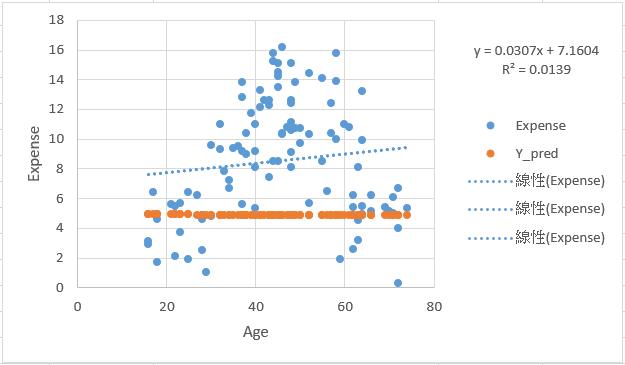 18
16
14
12
10
8
6
4
2
0
Expense
0 20 40 60 80
Age
y = 0.0307x + 7.1604
R² = 0.0139
Expense
Y_pred
線性(Expense)
線性(Expense)
線性(Expense)